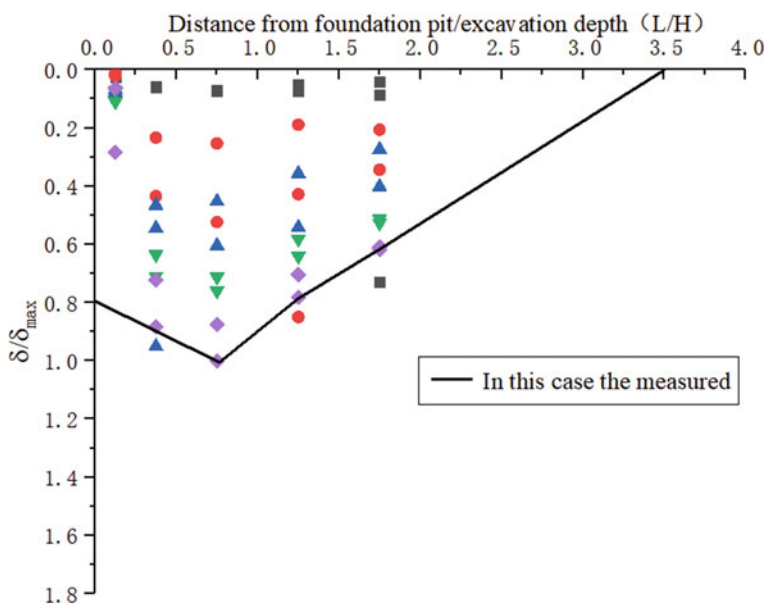 Distance from foundation pit/excavation depth（L/H）
0.0 0.5 1.0 1.5 2.0 2.5 3.0 3.5 4.0
0.0
0.2
0.4
0.6
0.8
1.0
1.2
1.4
1.6
1.8
δ/δmax
In this case the measured